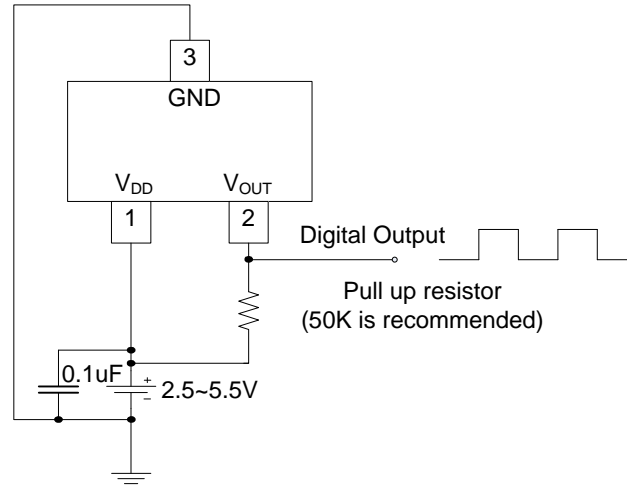 3
GND
VDD VOUT
1 2
Digital Output
Pull up resistor
(50K is recommended)
0.1uF
+
2.5~5.5V
−